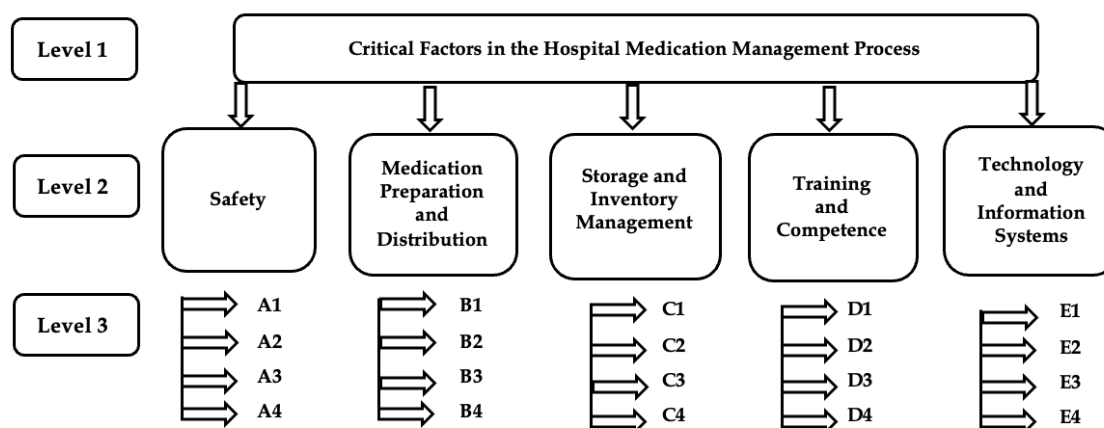 Level 1
Critical Factors in the Hospital Medication Management Process
Level 2
Safety
Medication
Preparation
and
Distribution
Storage and
Inventory
Management
Training
and
Competence
Technology
and
Information
Systems
Level 3
A1
A2
A3
A4
B1
B2
B3
B4
C1
C2
C3
C4
D1
D2
D3
D4
E1
E2
E3
E4